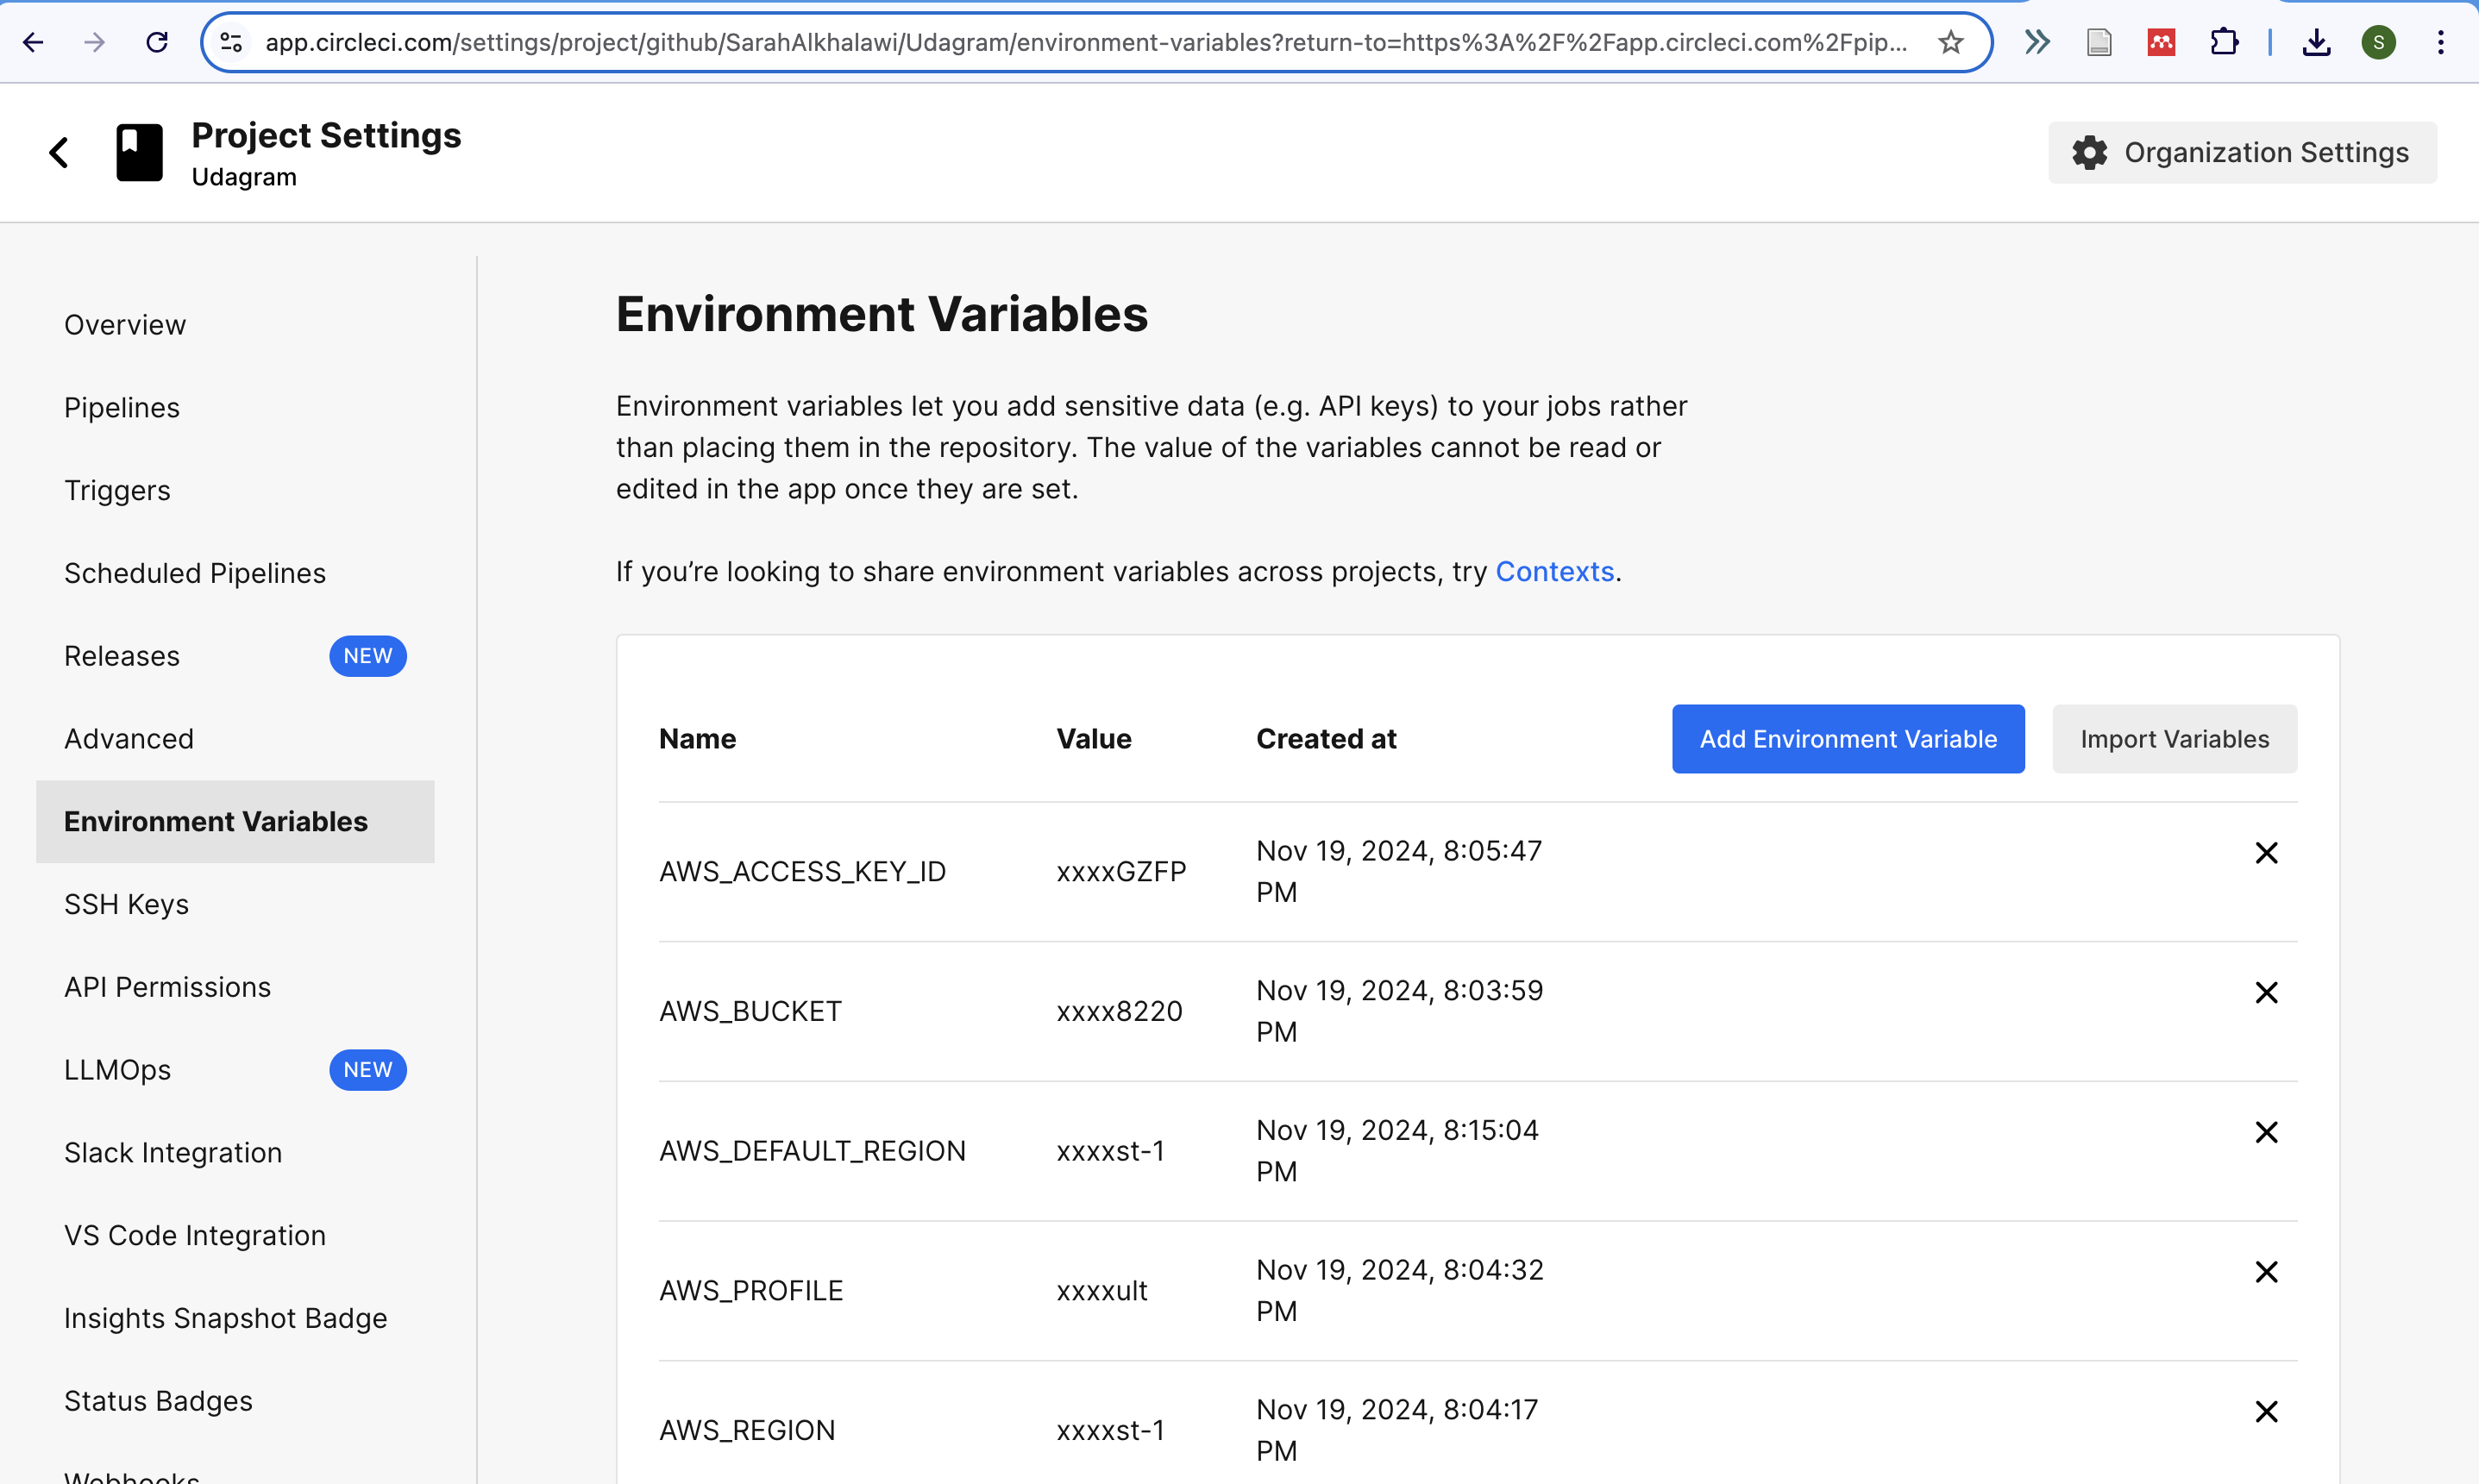 app.circleci.com/settings/project/github/SarahAlkhalawi/Udagram/environment-variables?return-to=https%3A%2F%2Fapp.circleci.com%2Fpip...
S
Project Settings
Udagram
Organization Settings
Overview
Pipelines
Triggers
Scheduled Pipelines
Releases NEW
Advanced
Environment Variables
SSH Keys
API Permissions
LLMOps NEW
Slack Integration
VS Code Integration
Insights Snapshot Badge
Status Badges
Webhooks
Environment Variables
Environment variables let you add sensitive data (e.g. API keys) to your jobs rather
than placing them in the repository. The value of the variables cannot be read or
edited in the app once they are set.
If you’re looking to share environment variables across projects, try Contexts.
Name Value Created at Add Environment Variable Import Variables
AWS_ACCESS_KEY_ID xxxxGZFP Nov 19, 2024, 8:05:47
PM
AWS_BUCKET xxxx8220 Nov 19, 2024, 8:03:59
PM
AWS_DEFAULT_REGION xxxxst-1 Nov 19, 2024, 8:15:04
PM
AWS_PROFILE xxxxult Nov 19, 2024, 8:04:32
PM
AWS_REGION xxxxst-1 Nov 19, 2024, 8:04:17
PM